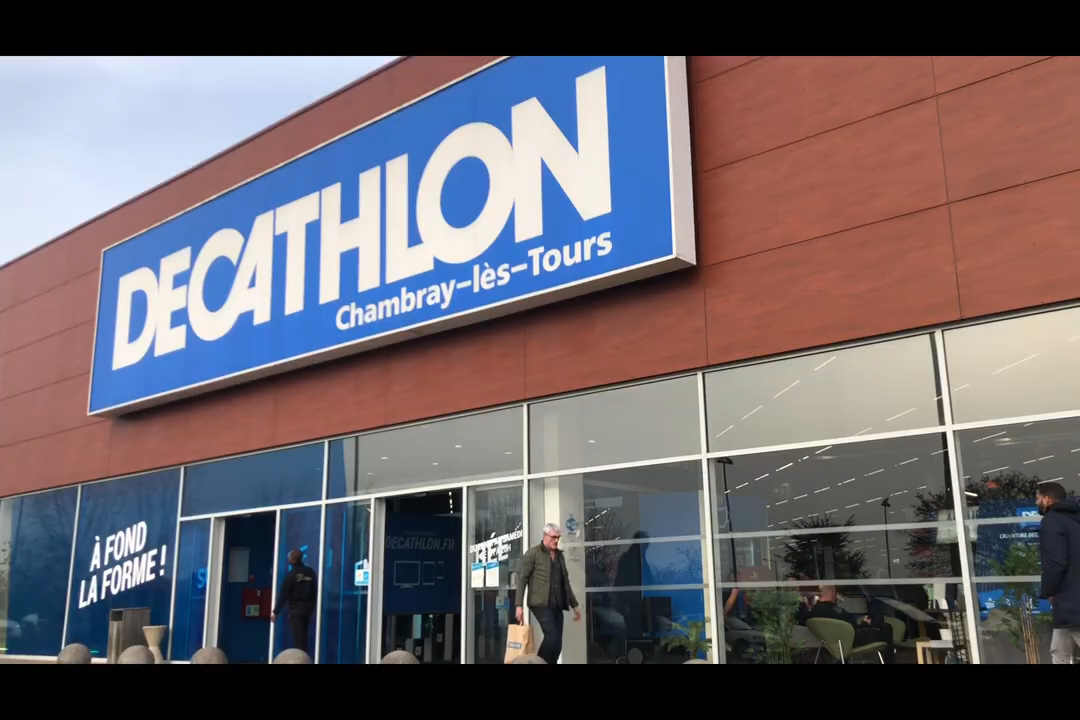 DECATHLON
Chambray-lès-Tours
À FOND
LA FORME !
DECATHLON.FR